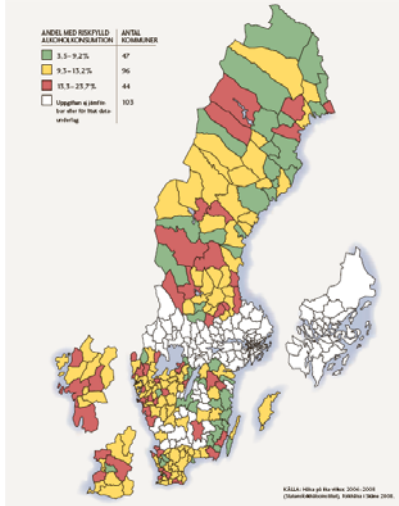 ANDEL MED RISKFYLLD
ALKOHOLKONSUMTION
ANTAL
KOMMUNER
3,5–9,2% 47
9,3–13,2% 96
13,3–23,7% 44
Uppgiften ej jämför-
bar eller för litet data-
underlag 103
KÄLLA: Hälsa på lika villkor 2004–2008
(Statens folkhälsoinstitut), Folkhälsa i Skåne 2008.